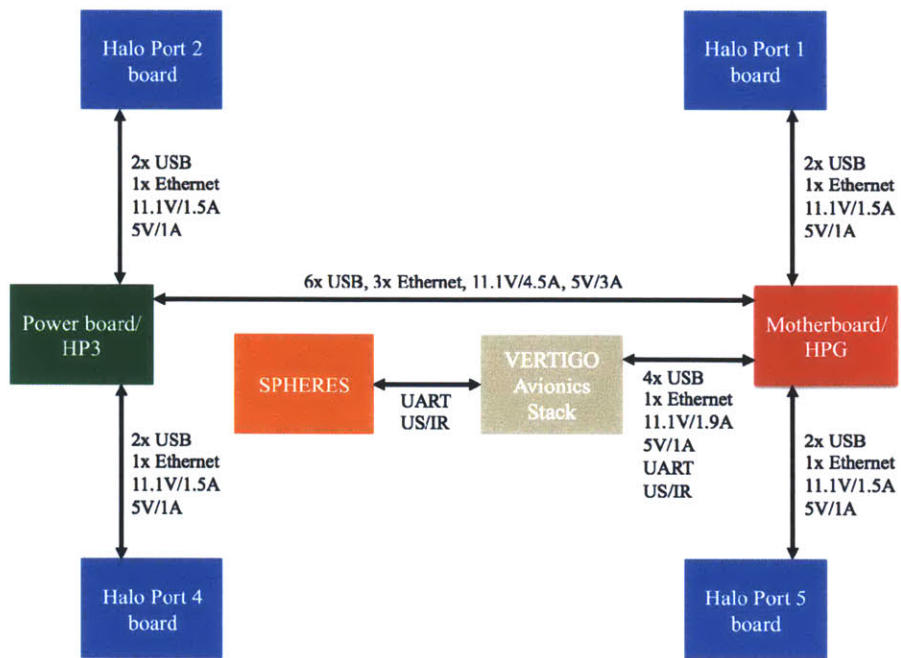 Halo Port 2
board
Halo Port 1
board
2x USB
1x Ethernet
11.1V/1.5A
5V/1A
2x USB
1x Ethernet
11.1V/1.5A
5V/1A
6x USB, 3x Ethernet, 11.1V/4.5A, 5V/3A
Power board/
HP3
SPHERES
UART
US/IR
VERTIGO
Avionics
Stack
4x USB
1x Ethernet
11.1V/1.9A
5V/1A
UART
US/IR
Motherboard/
HPG
2x USB
1x Ethernet
11.1V/1.5A
5V/1A
2x USB
1x Ethernet
11.1V/1.5A
5V/1A
Halo Port 4
board
Halo Port 5
board